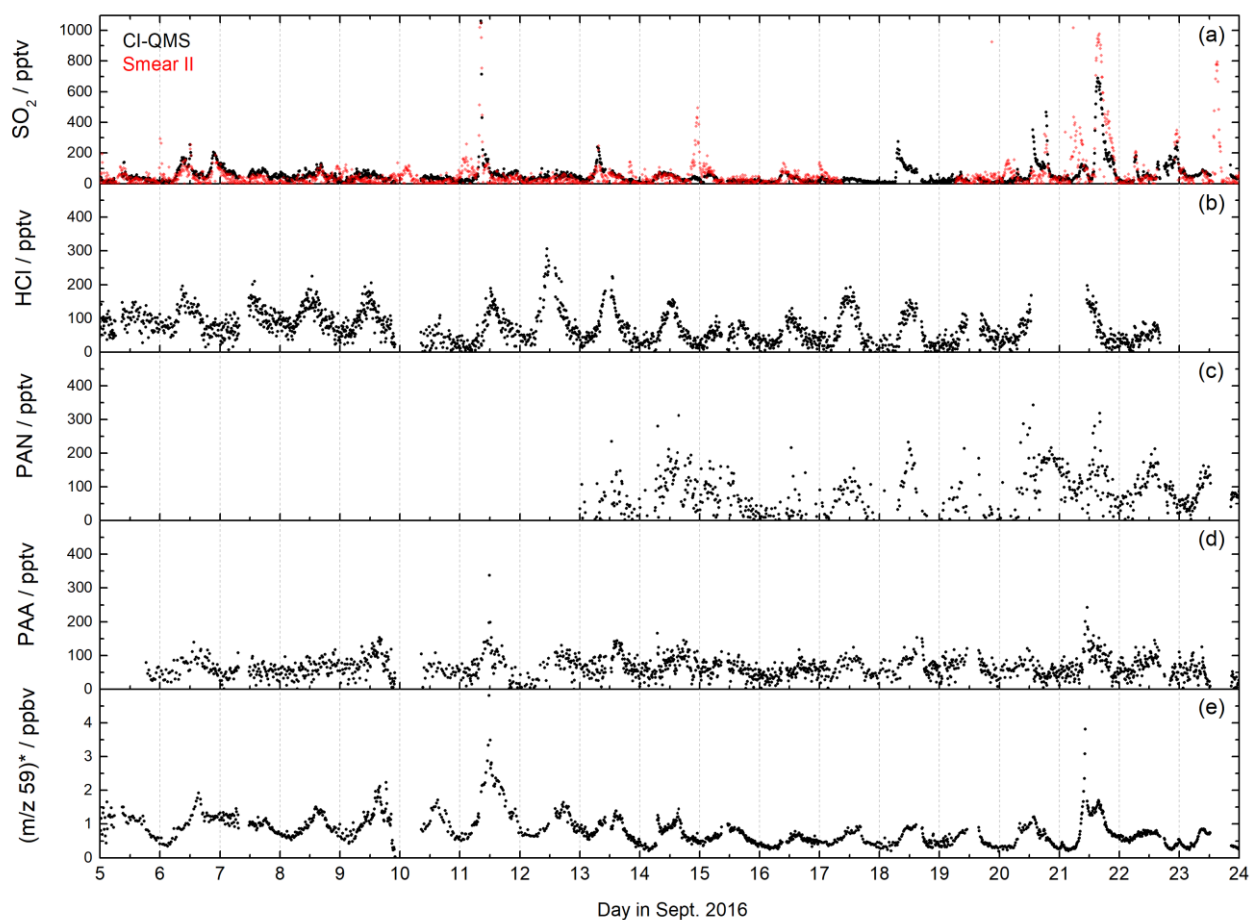 (a)
CI-QMS
Smear II
SO2 / pptv
1000
800
600
400
200
0
(b)
HCl / pptv
400
300
200
100
0
(c)
PAN / pptv
400
300
200
100
0
(d)
PAA / pptv
400
300
200
100
0
(e)
(m/z 59)* / ppbv
4
3
2
1
0
5 6 7 8 9 10 11 12 13 14 15 16 17 18 19 20 21 22 23 24
Day in Sept. 2016